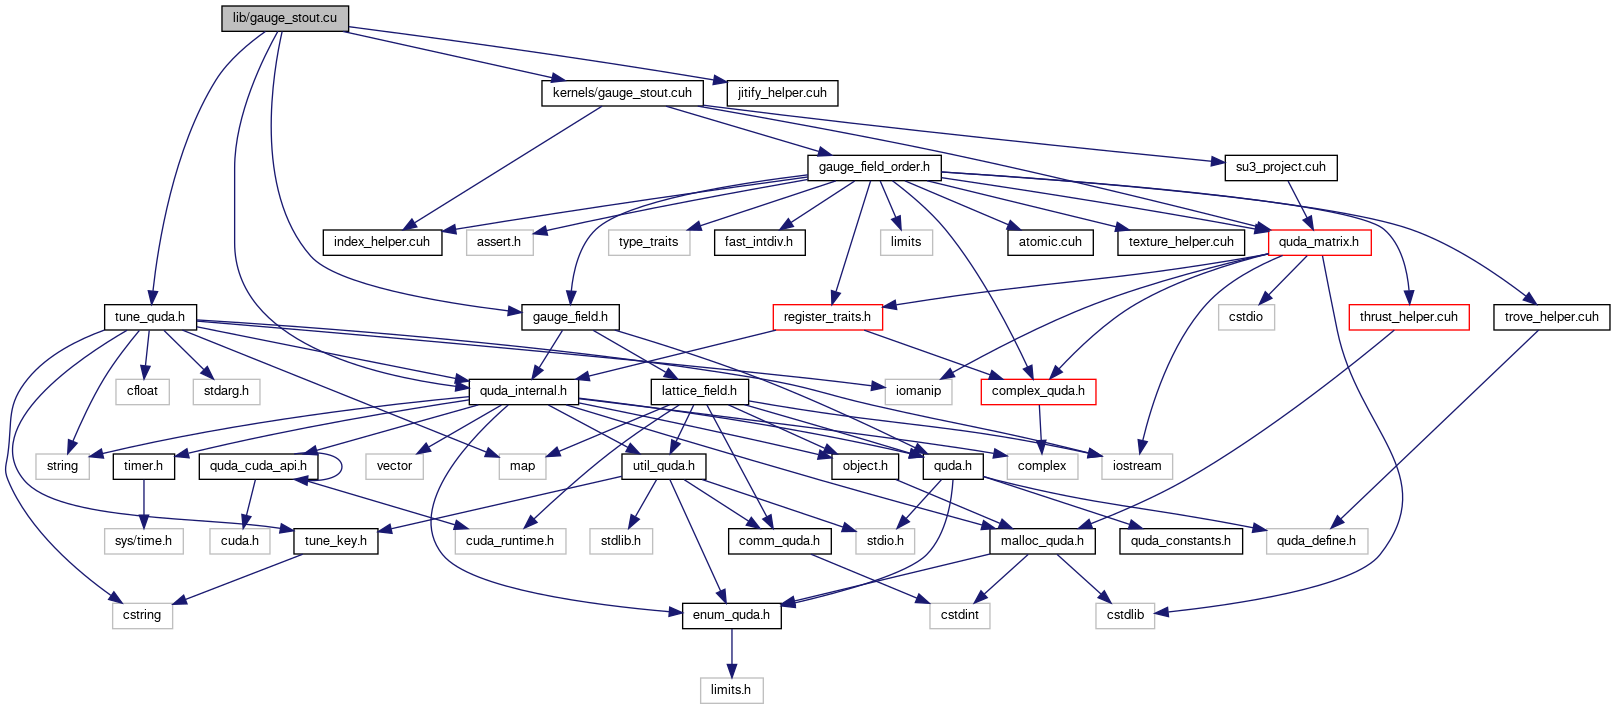 lib/gauge_stout.cu
kernels/gauge_stout.cuh
jitify_helper.cuh
gauge_field_order.h
su3_project.cuh
index_helper.cuh
assert.h
type_traits
fast_intdiv.h
limits
atomic.cuh
texture_helper.cuh
quda_matrix.h
tune_quda.h
gauge_field.h
register_traits.h
cstdio
thrust_helper.cuh
trove_helper.cuh
cfloat
stdarg.h
quda_internal.h
lattice_field.h
iomanip
complex_quda.h
string
timer.h
quda_cuda_api.h
vector
map
util_quda.h
object.h
quda.h
complex
iostream
sys/time.h
cuda.h
tune_key.h
cuda_runtime.h
stdlib.h
comm_quda.h
stdio.h
malloc_quda.h
quda_constants.h
quda_define.h
cstring
enum_quda.h
cstdint
cstdlib
limits.h